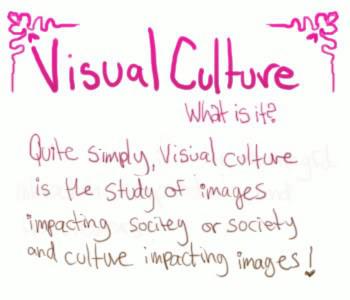 Visual Culture
What is it?
Quite simply, Visual culture
is the study of images
impacting socitey or society
and culture impacting images!